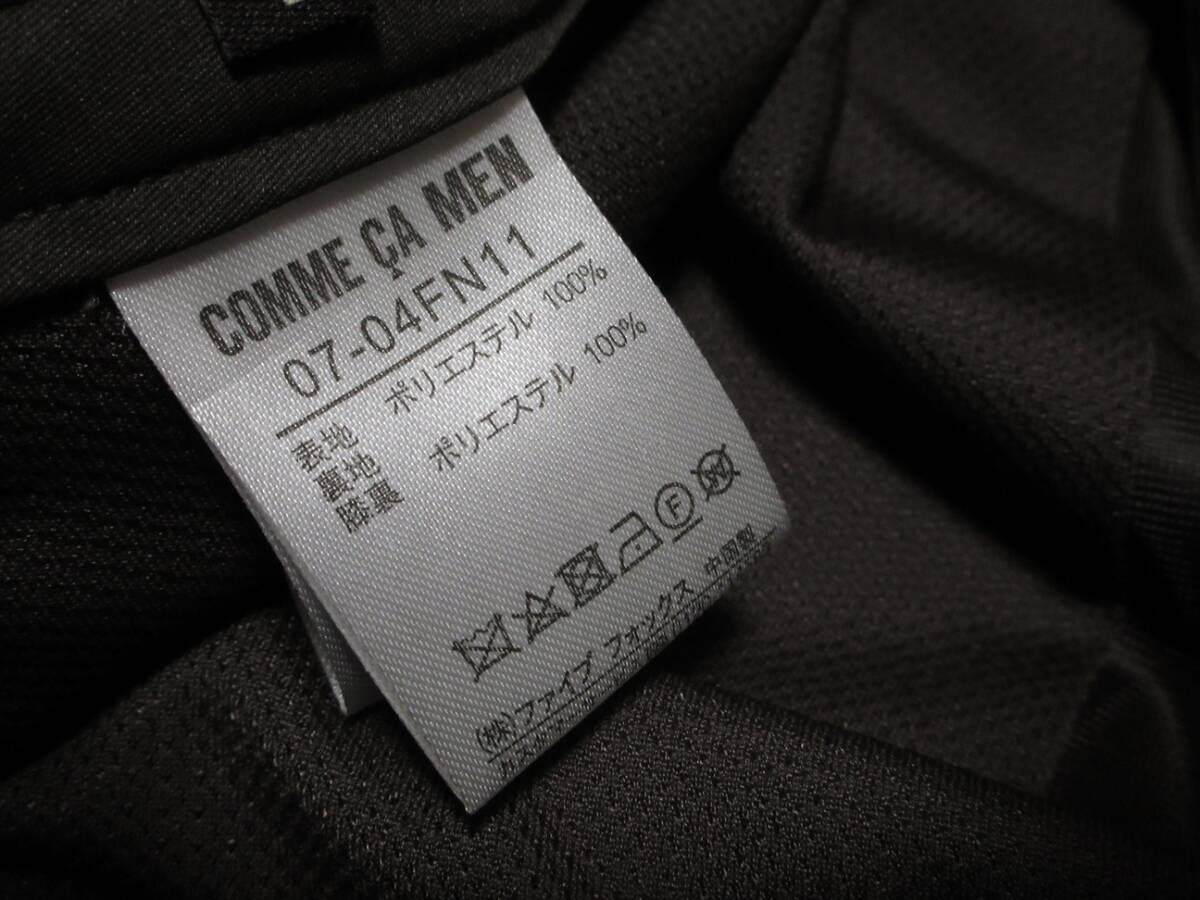 COMME ÇA MEN
07-04FN11
表地 ポリエステル 100%
裏地 ポリエステル 100%
膝裏
F W
(株)ファイブ フォックス 中国製